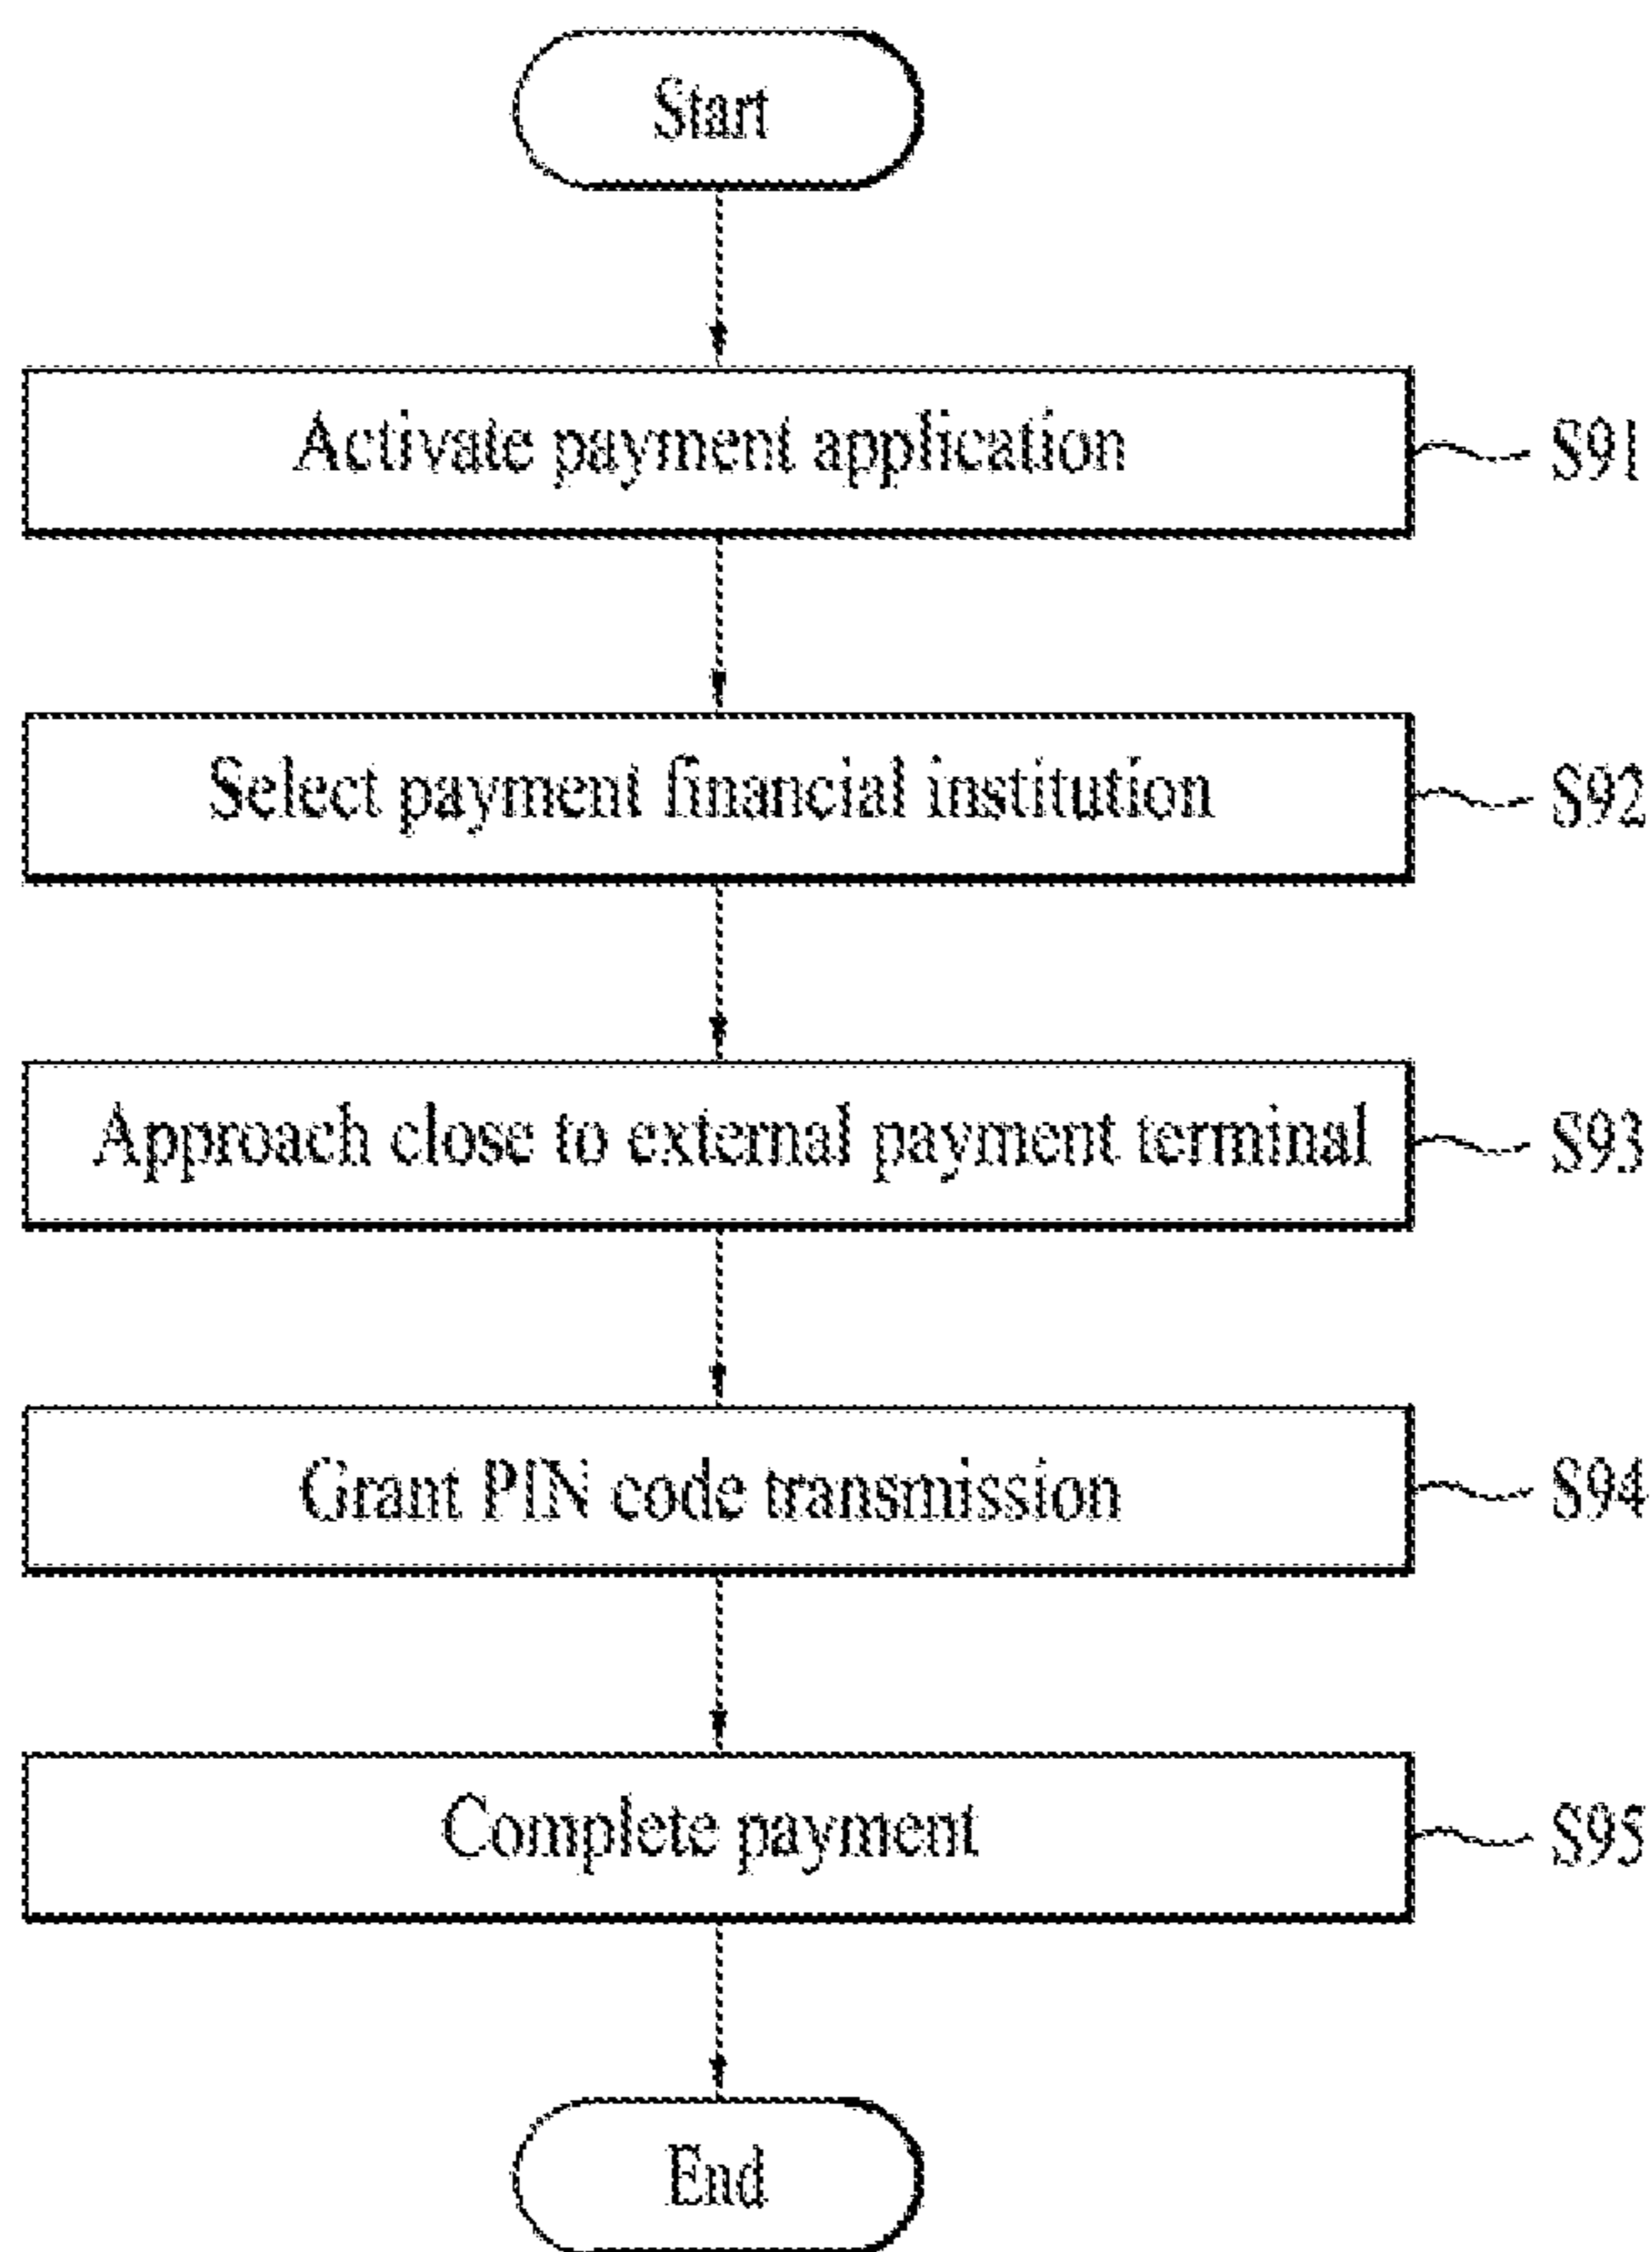 Start
Activate payment application
S91
Select payment financial institution
S92
Approach close to external payment terminal
S93
Grant PIN code transmission
S94
Complete payment
S95
End